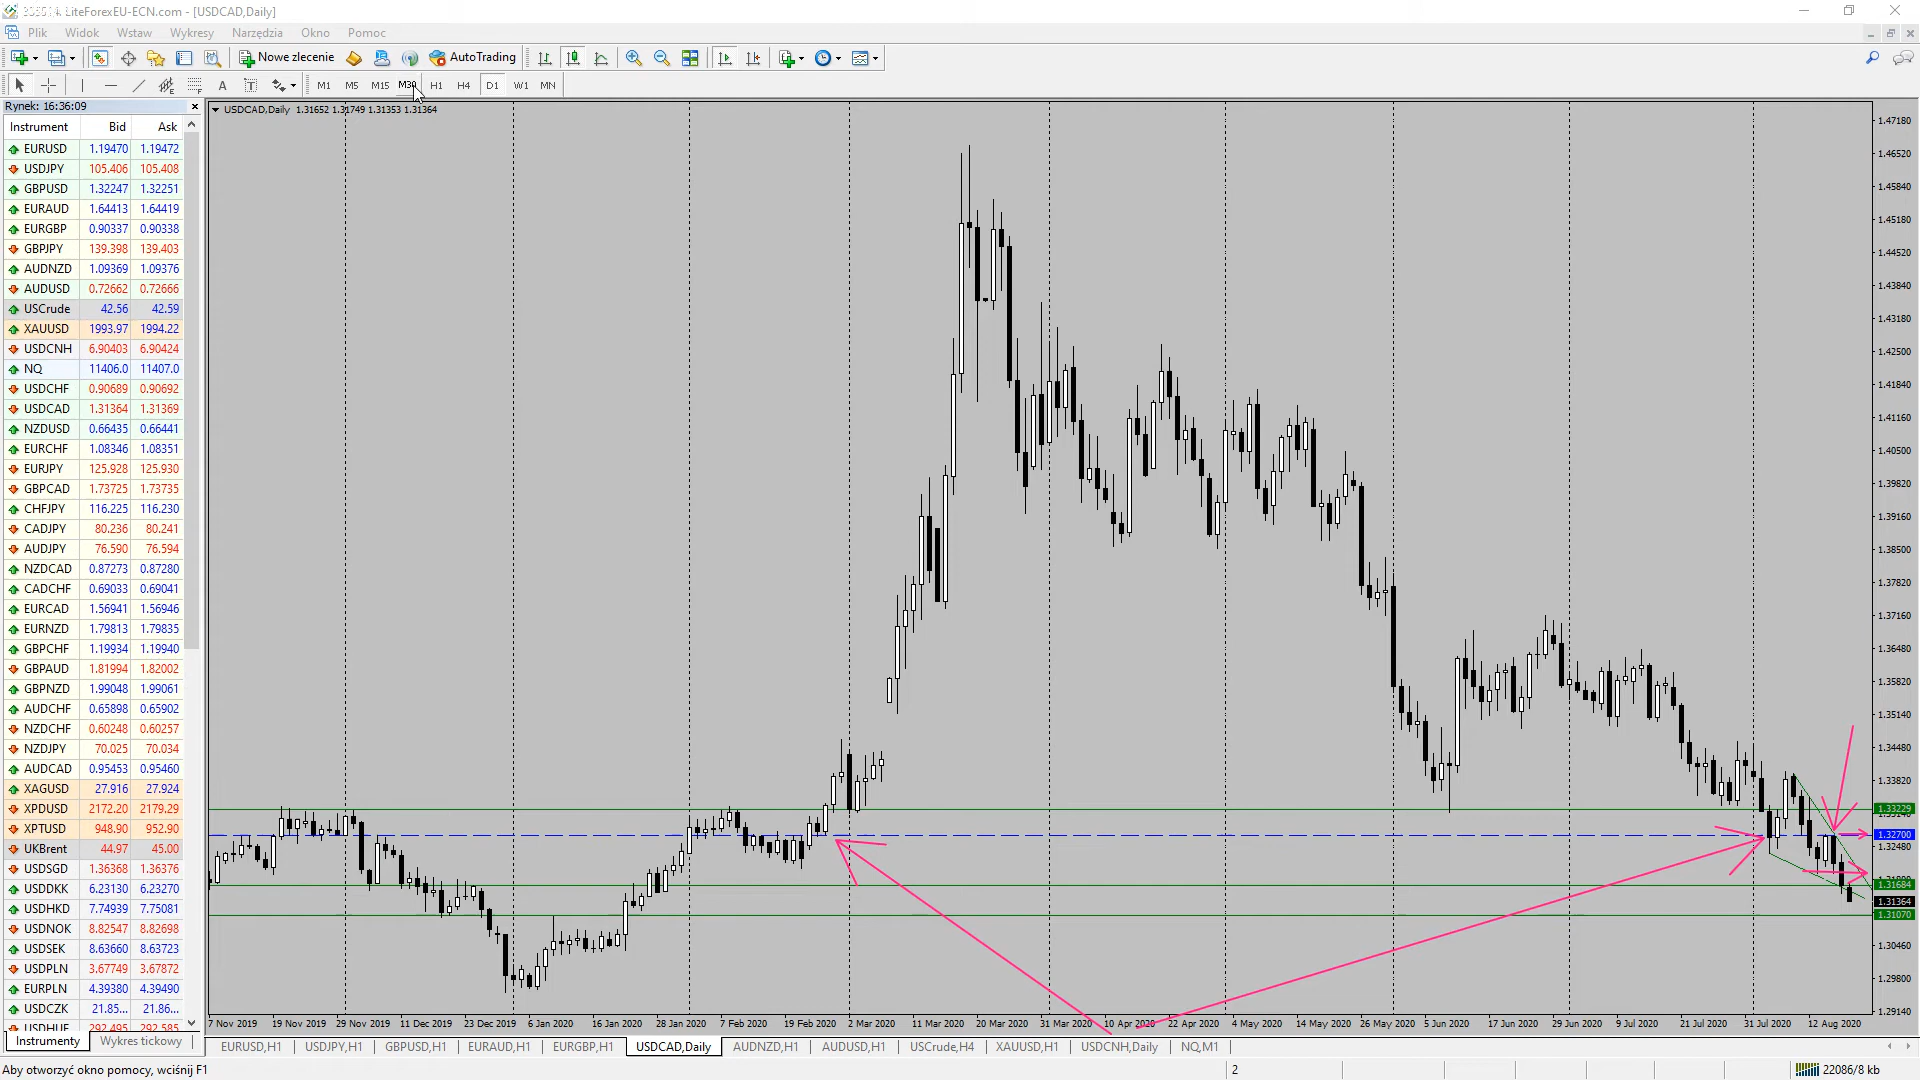 LiteForexEU-ECN.com - [USDCAD,Daily]
Plik Widok Wstaw Wykresy Narzędzia Okno Pomoc
Nowe zlecenie AutoTrading
A T M1 M5 M15 M30 H1 H4 D1 W1 MN
Rynek: 16:36:09
USDCAD,Daily 1.31652 1.31749 1.31353 1.31364
Instrument Bid Ask
EURUSD 1.19470 1.19472
USDJPY 105.406 105.408
GBPUSD 1.32247 1.32251
EURAUD 1.64413 1.64419
EURGBP 0.90337 0.90338
GBPJPY 139.398 139.403
AUDNZD 1.09369 1.09376
AUDUSD 0.72662 0.72666
USCrude 42.56 42.59
XAUUSD 1993.97 1994.22
USDCNH 6.90403 6.90424
NQ 11406.0 11407.0
USDCHF 0.90689 0.90692
USDCAD 1.31364 1.31369
NZDUSD 0.66435 0.66441
EURCHF 1.08346 1.08351
EURJPY 125.928 125.930
GBPCAD 1.73725 1.73735
CHFJPY 116.225 116.230
CADJPY 80.236 80.241
AUDJPY 76.590 76.594
NZDCAD 0.87273 0.87280
CADCHF 0.69033 0.69041
EURCAD 1.56941 1.56946
EURNZD 1.79813 1.79835
GBPCHF 1.19934 1.19940
GBPAUD 1.81994 1.82002
GBPNZD 1.99048 1.99061
AUDCHF 0.65898 0.65902
NZDCHF 0.60248 0.60257
NZDJPY 70.025 70.034
AUDCAD 0.95453 0.95460
XAGUSD 27.916 27.924
XPDUSD 2172.20 2179.29
XPTUSD 948.90 952.90
UKBrent 44.97 45.00
USDSGD 1.36368 1.36376
USDDKK 6.23130 6.23270
USDHKD 7.74939 7.75081
USDNOK 8.82547 8.82698
USDSEK 8.63660 8.63723
USDPLN 3.67749 3.67872
EURPLN 4.39380 4.39490
USDCZK 21.85... 21.86...
USDHUF 292.495 292.585
Instrumenty Wykres tickowy
1.47180
1.46520
1.45840
1.45180
1.44520
1.43840
1.43180
1.42500
1.41840
1.41160
1.40500
1.39820
1.39160
1.38500
1.37820
1.37160
1.36480
1.35820
1.35140
1.34480
1.33820
1.33229
1.32700
1.32480
1.31684
1.31364
1.31070
1.30460
1.29800
1.29140
7 Nov 2019 19 Nov 2019 29 Nov 2019 11 Dec 2019 23 Dec 2019 6 Jan 2020 16 Jan 2020 28 Jan 2020 7 Feb 2020 19 Feb 2020 2 Mar 2020 11 Mar 2020 20 Mar 2020 31 Mar 2020 10 Apr 2020 22 Apr 2020 4 May 2020 14 May 2020 26 May 2020 5 Jun 2020 17 Jun 2020 29 Jun 2020 9 Jul 2020 21 Jul 2020 31 Jul 2020 12 Aug 2020
EURUSD,H1 USDJPY,H1 GBPUSD,H1 EURAUD,H1 EURGBP,H1 USDCAD,Daily AUDNZD,H1 AUDUSD,H1 USCrude,H4 XAUUSD,H1 USDCNH,Daily NQ,M1
Aby otworzyć okno pomocy, wciśnij F1 2 22086/8 kb